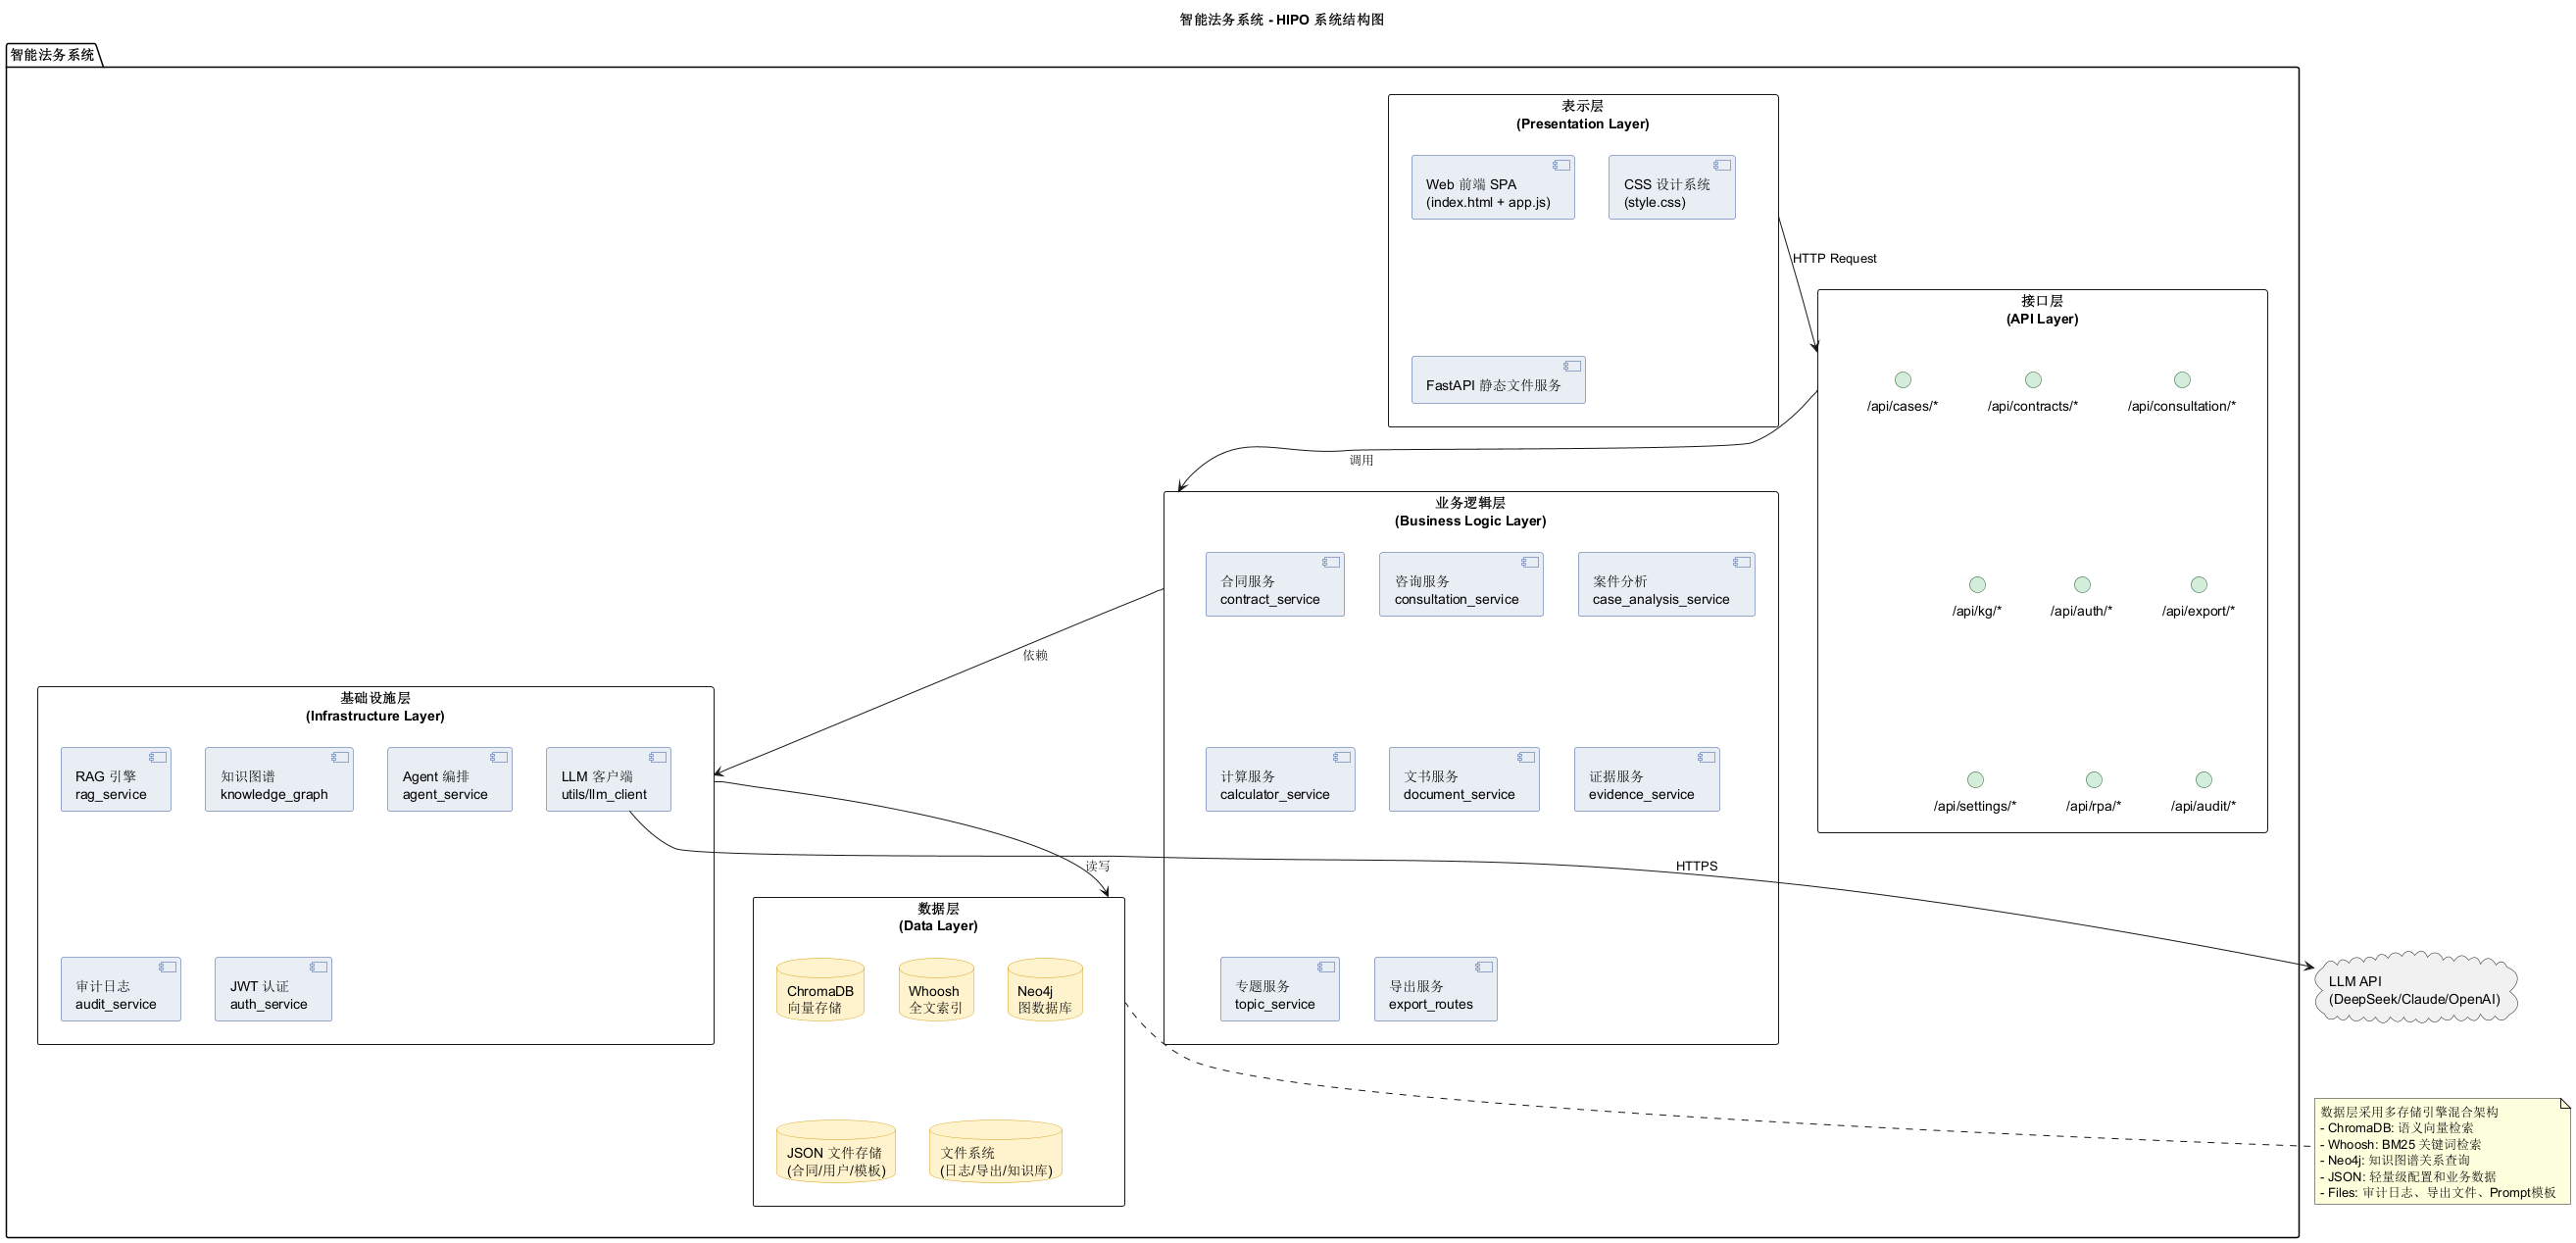 智能法务系统 - HIPO 系统结构图
智能法务系统
表示层
(Presentation Layer)
Web 前端 SPA
(index.html + app.js)
CSS 设计系统
(style.css)
FastAPI 静态文件服务
HTTP Request
接口层
(API Layer)
/api/cases/*
/api/contracts/*
/api/consultation/*
/api/kg/*
/api/auth/*
/api/export/*
/api/settings/*
/api/rpa/*
/api/audit/*
调用
业务逻辑层
(Business Logic Layer)
合同服务
contract_service
咨询服务
consultation_service
案件分析
case_analysis_service
计算服务
calculator_service
文书服务
document_service
证据服务
evidence_service
专题服务
topic_service
导出服务
export_routes
依赖
基础设施层
(Infrastructure Layer)
RAG 引擎
rag_service
知识图谱
knowledge_graph
Agent 编排
agent_service
LLM 客户端
utils/llm_client
审计日志
audit_service
JWT 认证
auth_service
读写
HTTPS
数据层
(Data Layer)
ChromaDB
向量存储
Whoosh
全文索引
Neo4j
图数据库
JSON 文件存储
(合同/用户/模板)
文件系统
(日志/导出/知识库)
LLM API
(DeepSeek/Claude/OpenAI)
数据层采用多存储引擎混合架构
- ChromaDB: 语义向量检索
- Whoosh: BM25 关键词检索
- Neo4j: 知识图谱关系查询
- JSON: 轻量级配置和业务数据
- Files: 审计日志、导出文件、Prompt模板